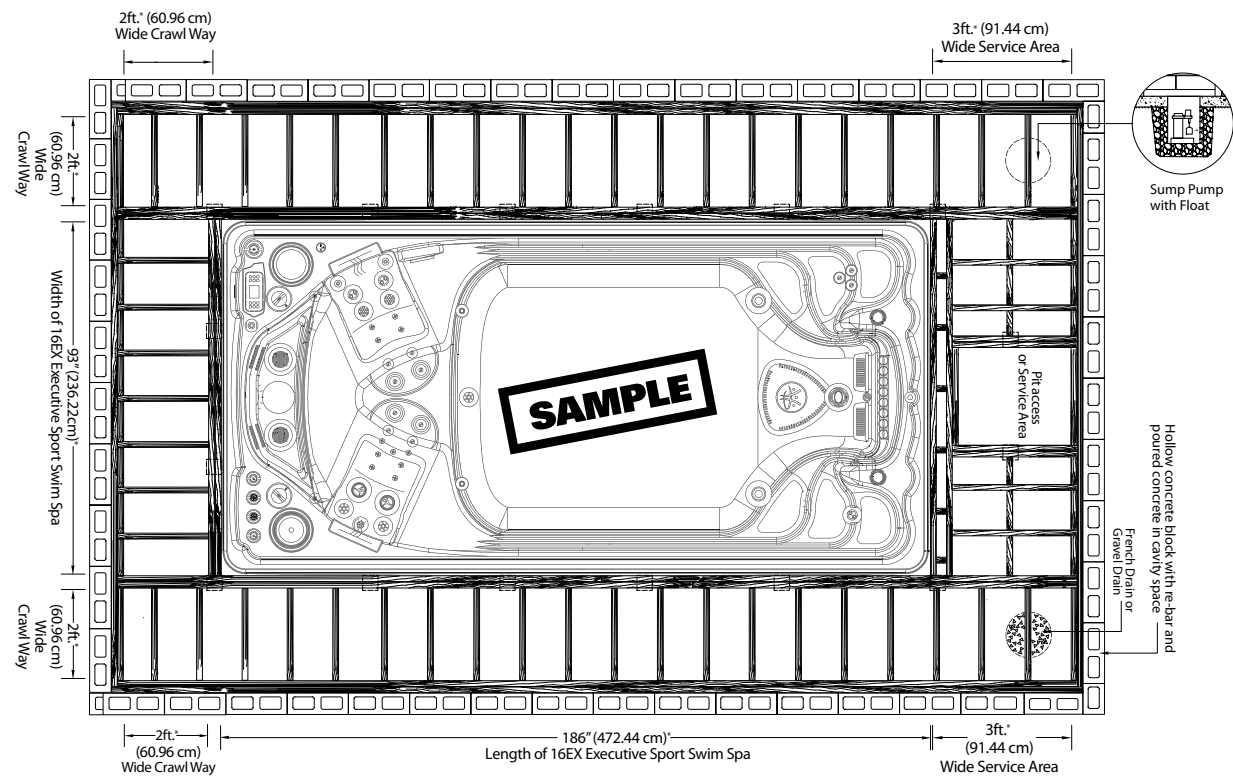 2ft.* (60.96 cm)
Wide Crawl Way
3ft.* (91.44 cm)
Wide Service Area
2ft.*
(60.96 cm)
Wide
Crawl Way
Sump Pump
with Float
93” (236.22cm)*
Width of 16EX Executive Sport Swim Spa
SAMPLE
Pit access
or Service Area
Hollow concrete block with re-bar and
poured concrete in cavity space
French Drain or
Gravel Drain
2ft.*
(60.96 cm)
Wide
Crawl Way
2ft.*
(60.96 cm)
Wide Crawl Way
186” (472.44 cm)*
Length of 16EX Executive Sport Swim Spa
3ft.*
(91.44 cm)
Wide Service Area